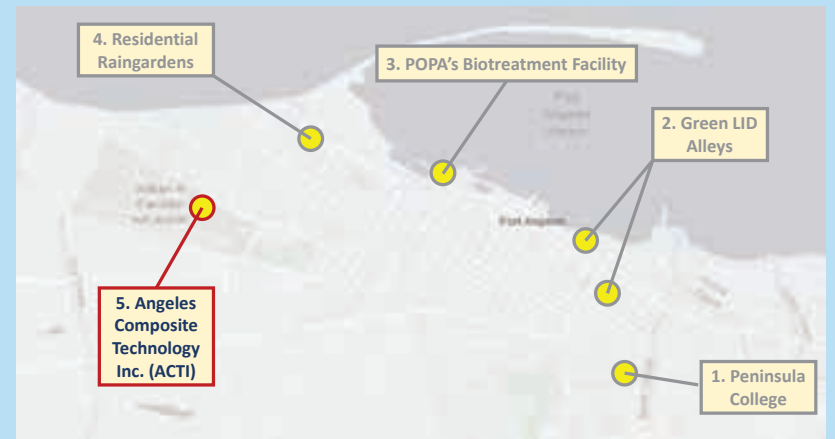 4. Residential
Raingardens
3. POPA's Biotreatment Facility
2. Green LID
Alleys
Port Angeles
5. Angeles
Composite
Technology
Inc. (ACTI)
1. Peninsula
College